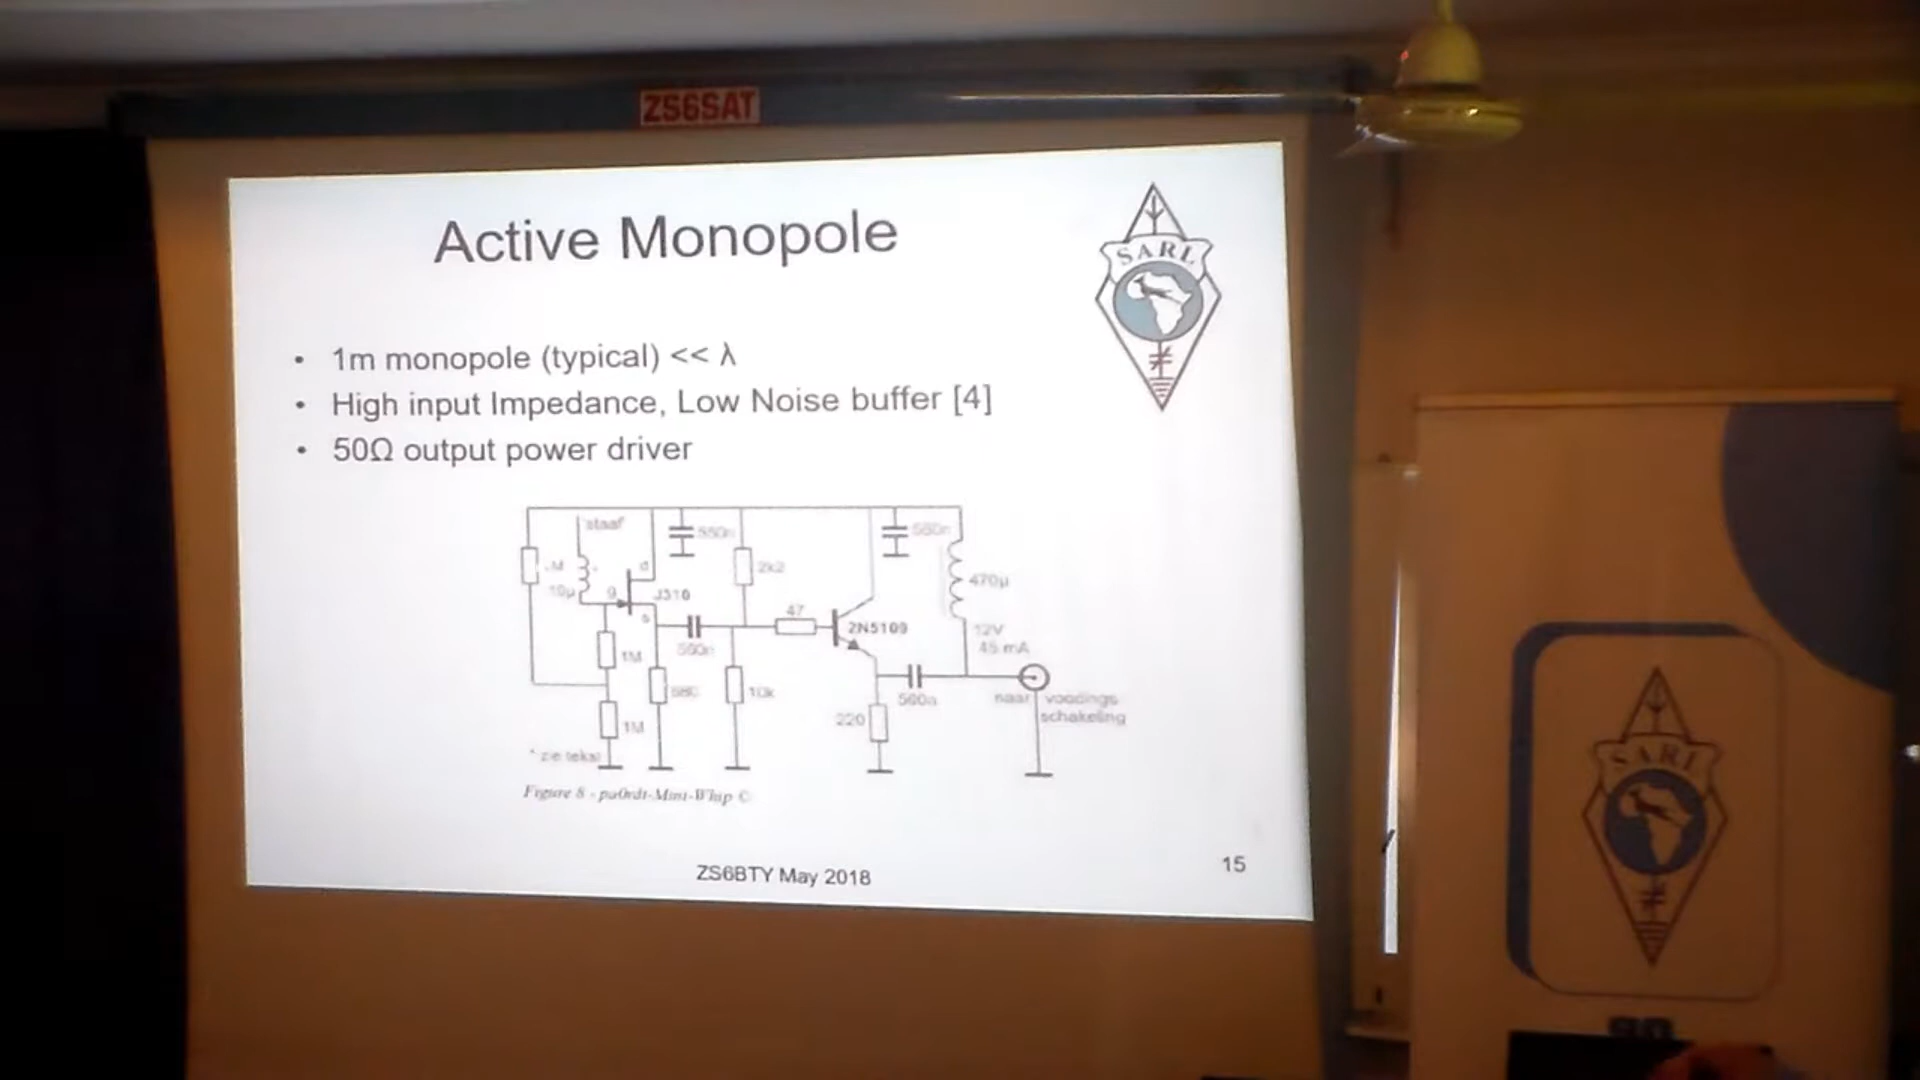 ZS6SAT
Active Monopole
SARL
• 1m monopole (typical) << λ
• High input Impedance, Low Noise buffer [4]
• 50Ω output power driver
staaf
2k2
470µ
10µ
g
d
J310
s
47
2N5109
12V
45 mA
1M
10k
220
naar voedings
schakeling
1M
* zie tekst
Figure 8 - pa0rdt-Mini-Whip ©
ZS6BTY May 2018
15
SARL